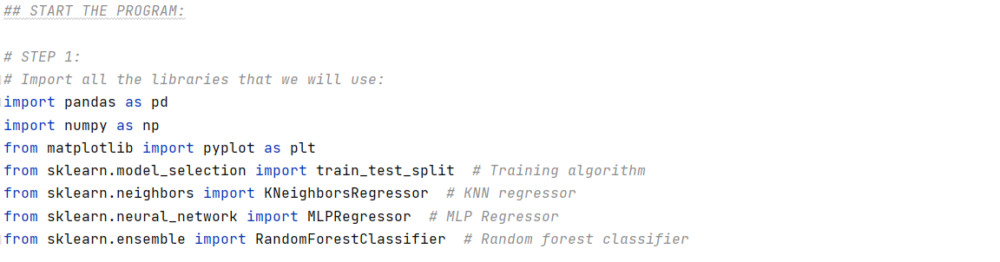 ## START THE PROGRAM:
# STEP 1:
# Import all the libraries that we will use:
import pandas as pd
import numpy as np
from matplotlib import pyplot as plt
from sklearn.model_selection import train_test_split  # Training algorithm
from sklearn.neighbors import KNeighborsRegressor  # KNN regressor
from sklearn.neural_network import MLPRegressor  # MLP Regressor
from sklearn.ensemble import RandomForestClassifier  # Random forest classifier